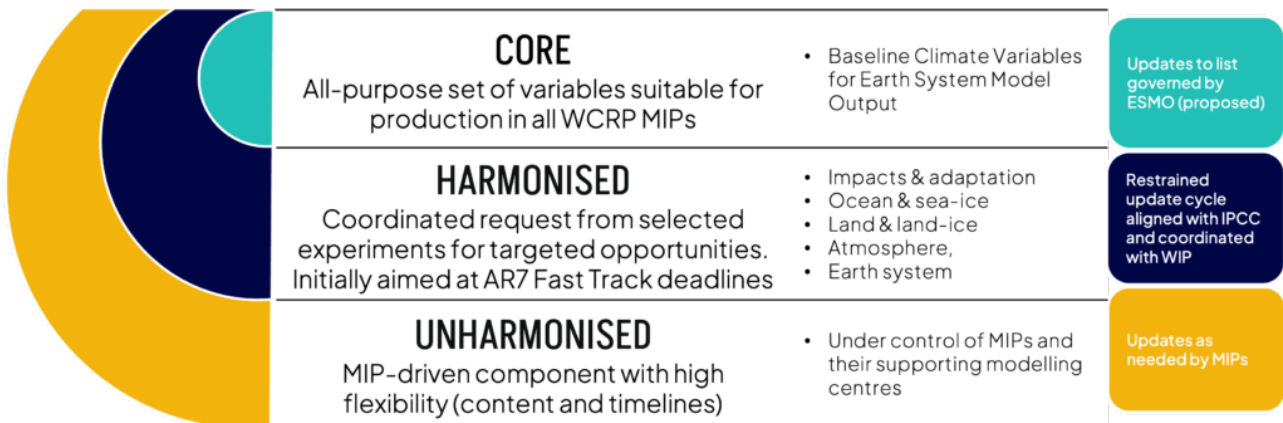 CORE
All-purpose set of variables suitable for
production in all WCRP MIPs
• Baseline Climate Variables
for Earth System Model
Output
Updates to list
governed by
ESMO (proposed)
HARMONISED
Coordinated request from selected
experiments for targeted opportunities.
Initially aimed at AR7 Fast Track deadlines
• Impacts & adaptation
• Ocean & sea-ice
• Land & land-ice
• Atmosphere,
• Earth system
Restrained
update cycle
aligned with IPCC
and coordinated
with WIP
UNHARMONISED
MIP-driven component with high
flexibility (content and timelines)
• Under control of MIPs and
their supporting modelling
centres
Updates as
needed by MIPs